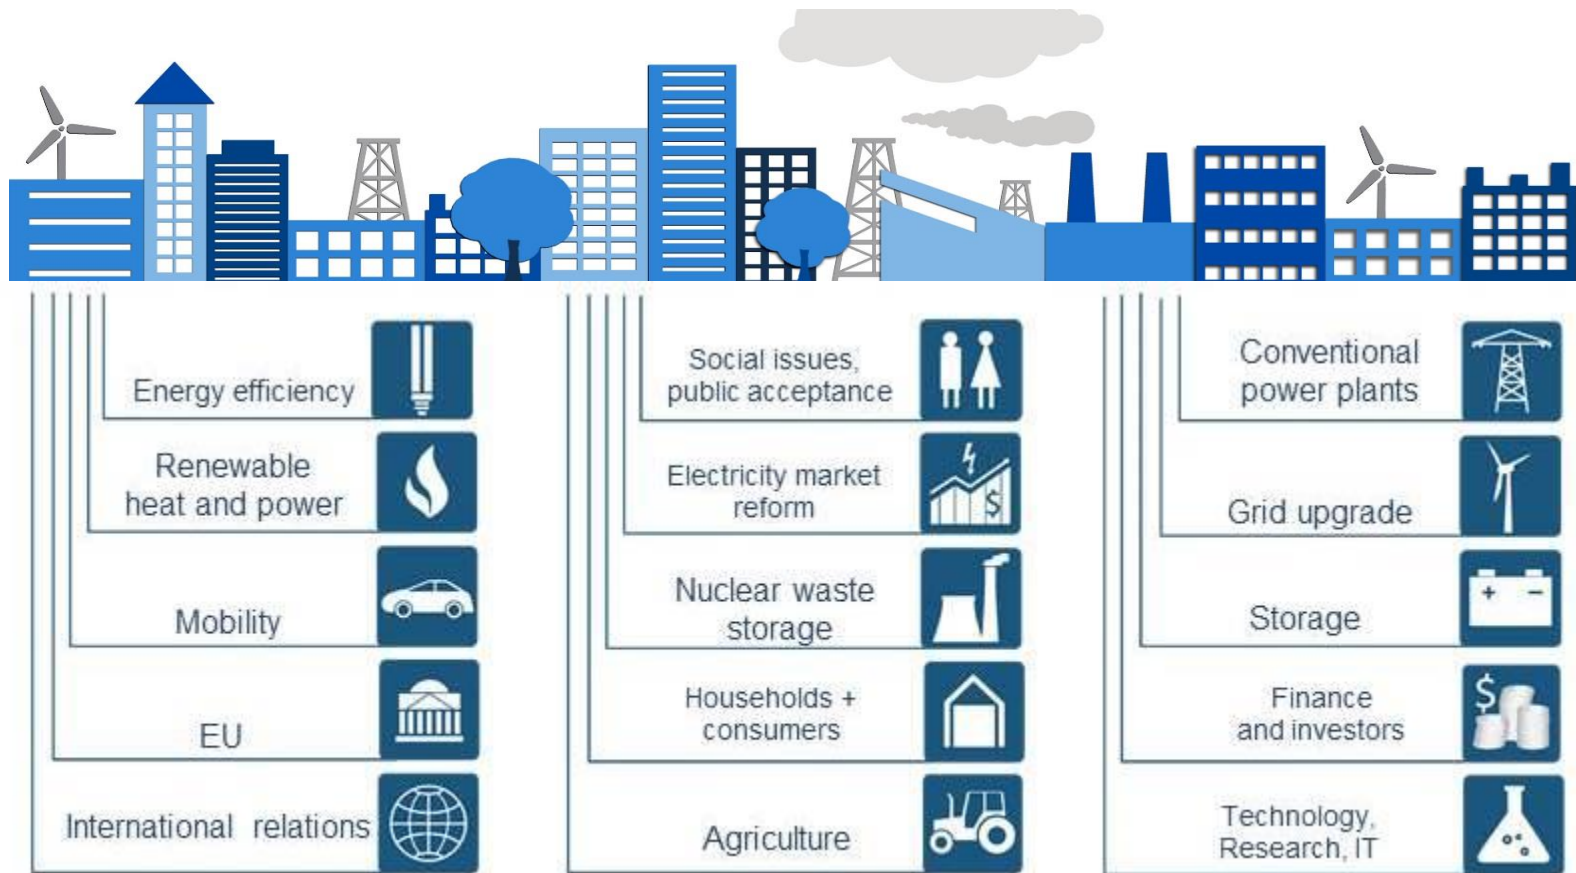 Energy efficiency
Renewable
heat and power
Mobility
EU
International relations
Social issues,
public acceptance
Electricity market
reform
$
Nuclear waste
storage
Households +
consumers
Agriculture
Conventional
power plants
Grid upgrade
+ −
Storage
$
Finance
and investors
Technology,
Research, IT